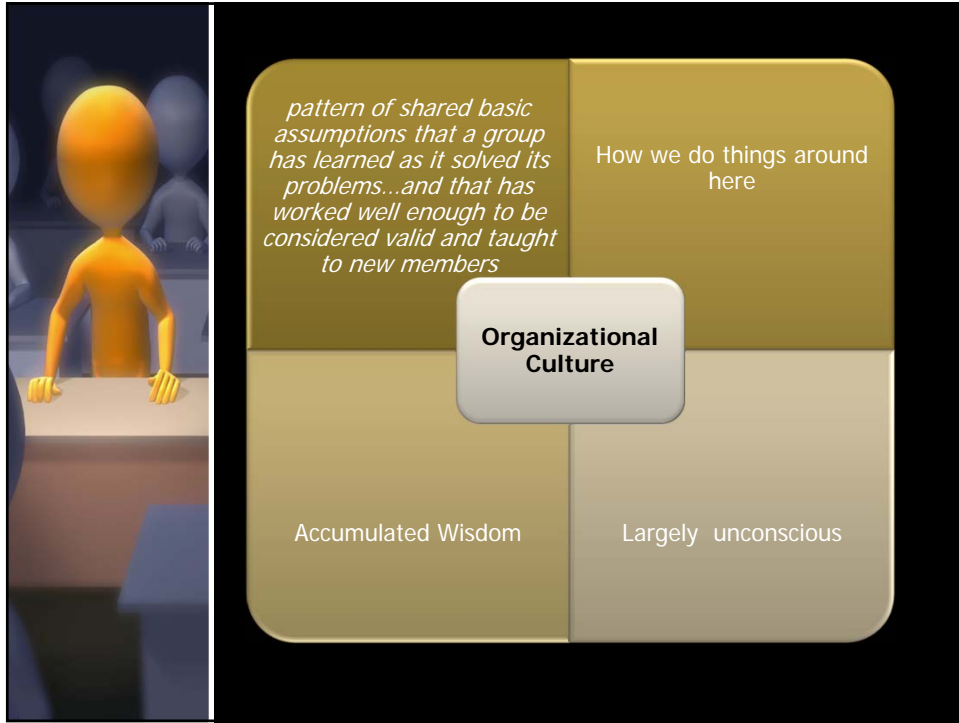 pattern of shared basic
assumptions that a group
has learned as it solved its
problems...and that has
worked well enough to be
considered valid and taught
to new members
How we do things around
here
Organizational
Culture
Accumulated Wisdom
Largely unconscious